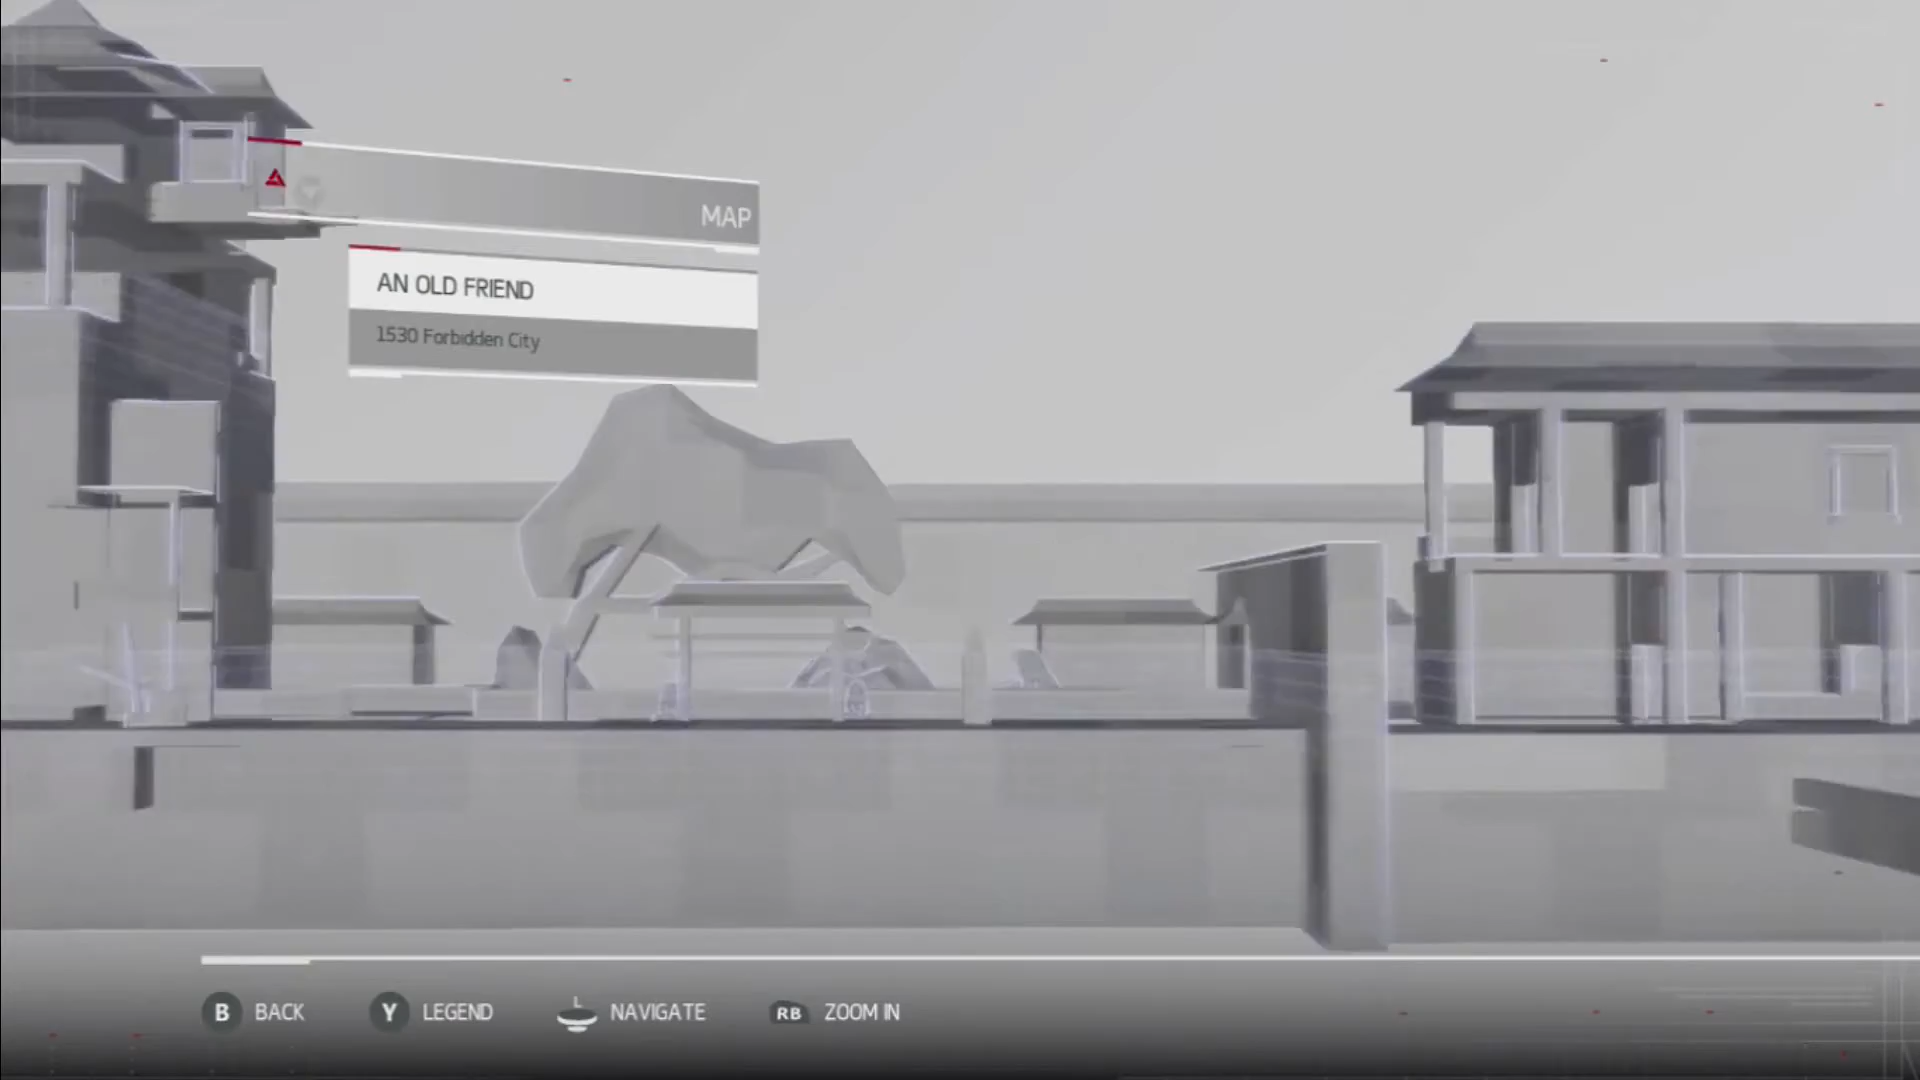 MAP
AN OLD FRIEND
1530 Forbidden City
B BACK Y LEGEND L NAVIGATE RB ZOOM IN